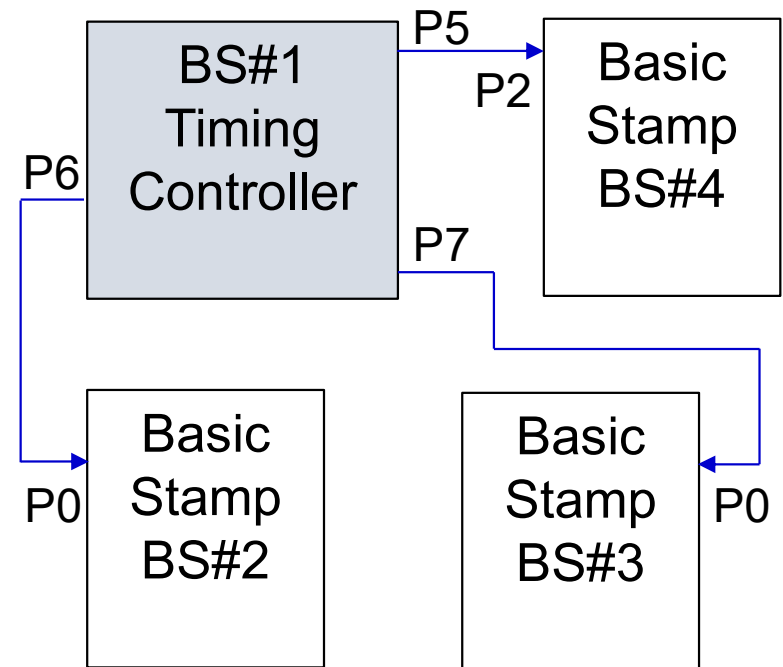 BS#1
Timing
Controller
P5
P2
Basic
Stamp
BS#4
P6
P7
Basic
Stamp
BS#2
P0
Basic
Stamp
BS#3
P0